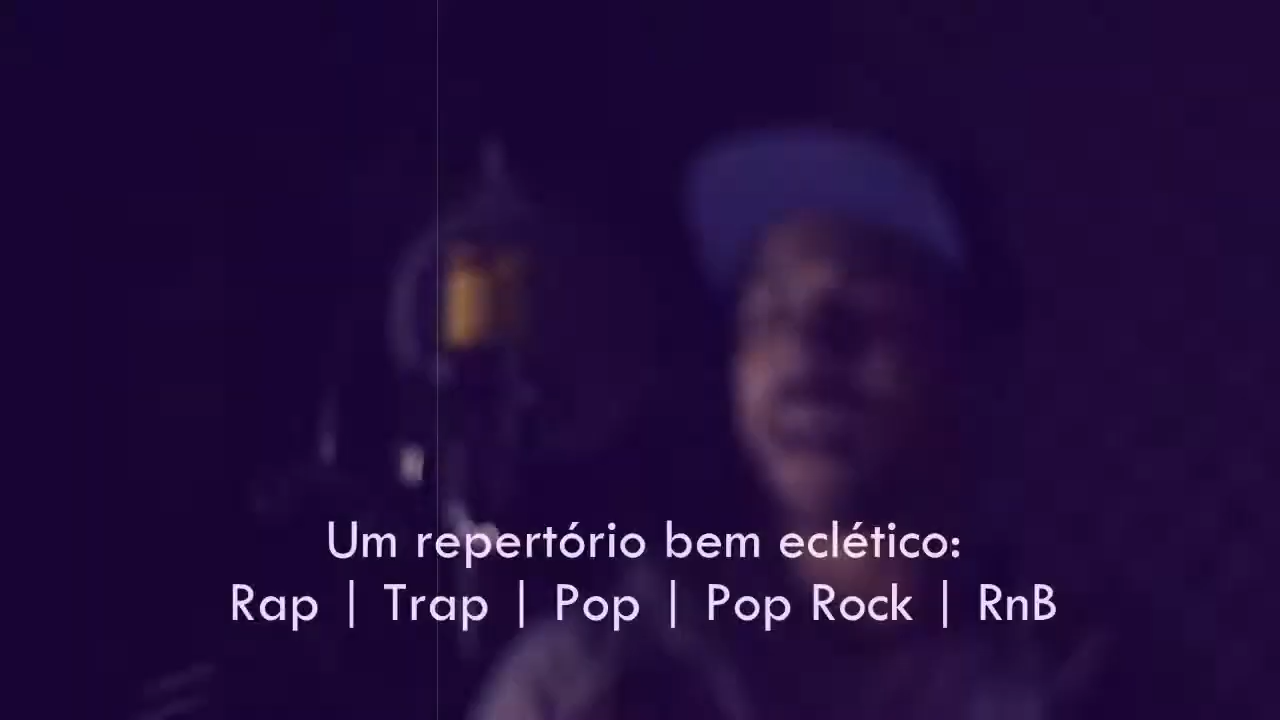 Um repertório bem eclético:
Rap | Trap | Pop | Pop Rock | RnB